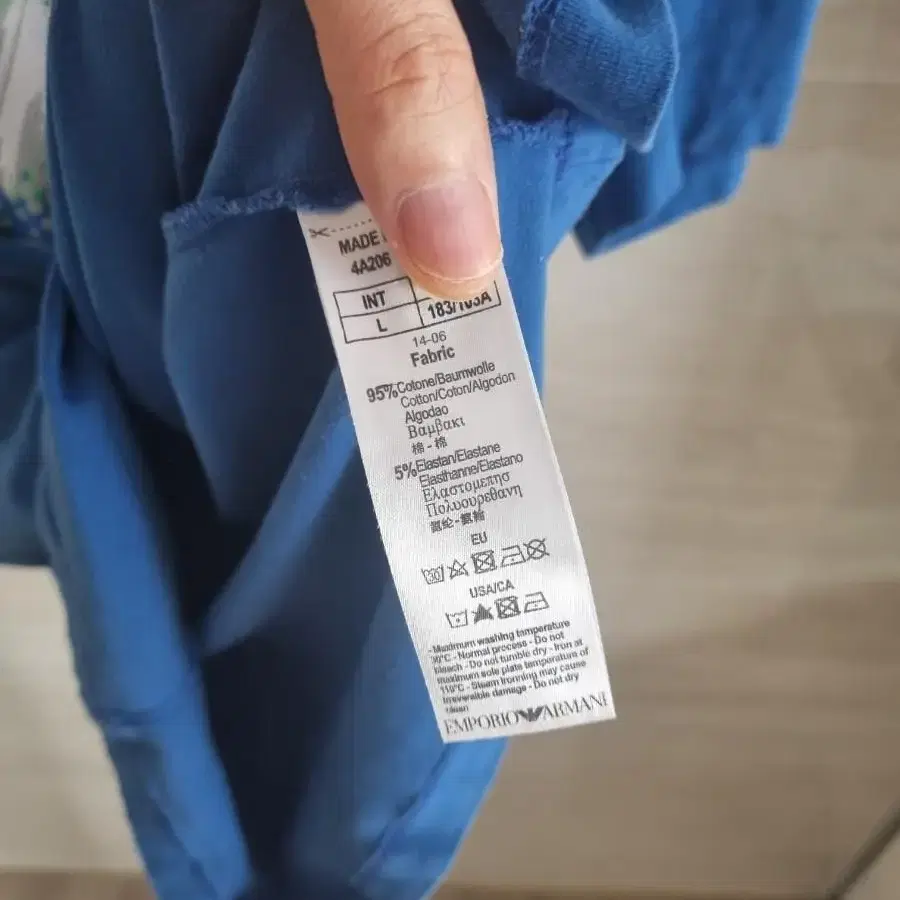 MADE
4A206
INT
L 183/103A
14-06
Fabric
95% Cotone/Baumwolle
Cotton/Coton/Algodon
Algodao
Βαμβακι
棉 - 棉
5% Elastan/Elastane
Elasthanne/Elastano
Ελαστομεπησ
Πολυουρεθανη
EU
30
USA/CA
- Maximum washing temperature
30°C - Normal process - Do not
bleach - Do not tumble dry - Iron at
maximum sole plate temperature of
110°C - Steam Ironning may cause
Irreversible damage - Do not dry
EMPORIO ARMANI